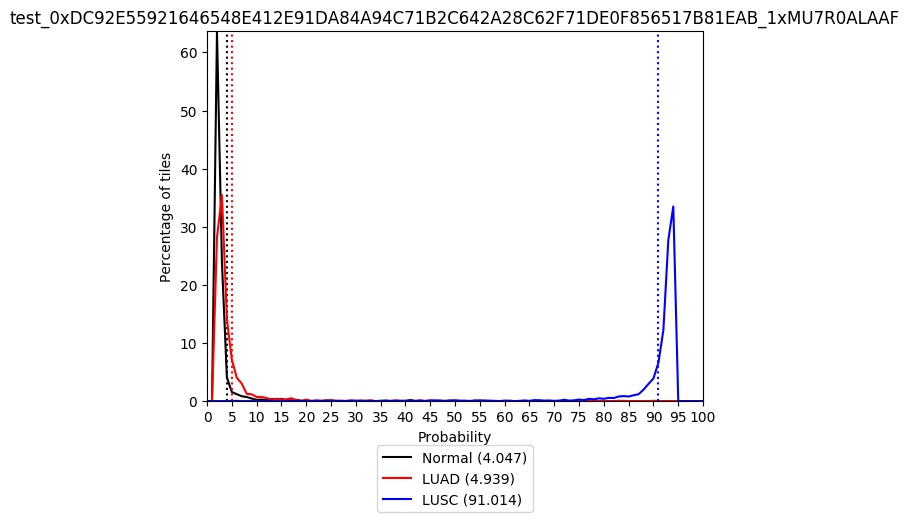 test_0xDC92E55921646548E412E91DA84A94C71B2C642A28C62F71DE0F856517B81EAB_1xMU7R0ALAAF
60
50
40
30
20
10
0
Percentage of tiles
0 5 10 15 20 25 30 35 40 45 50 55 60 65 70 75 80 85 90 95 100
Probability
Normal (4.047)
LUAD (4.939)
LUSC (91.014)